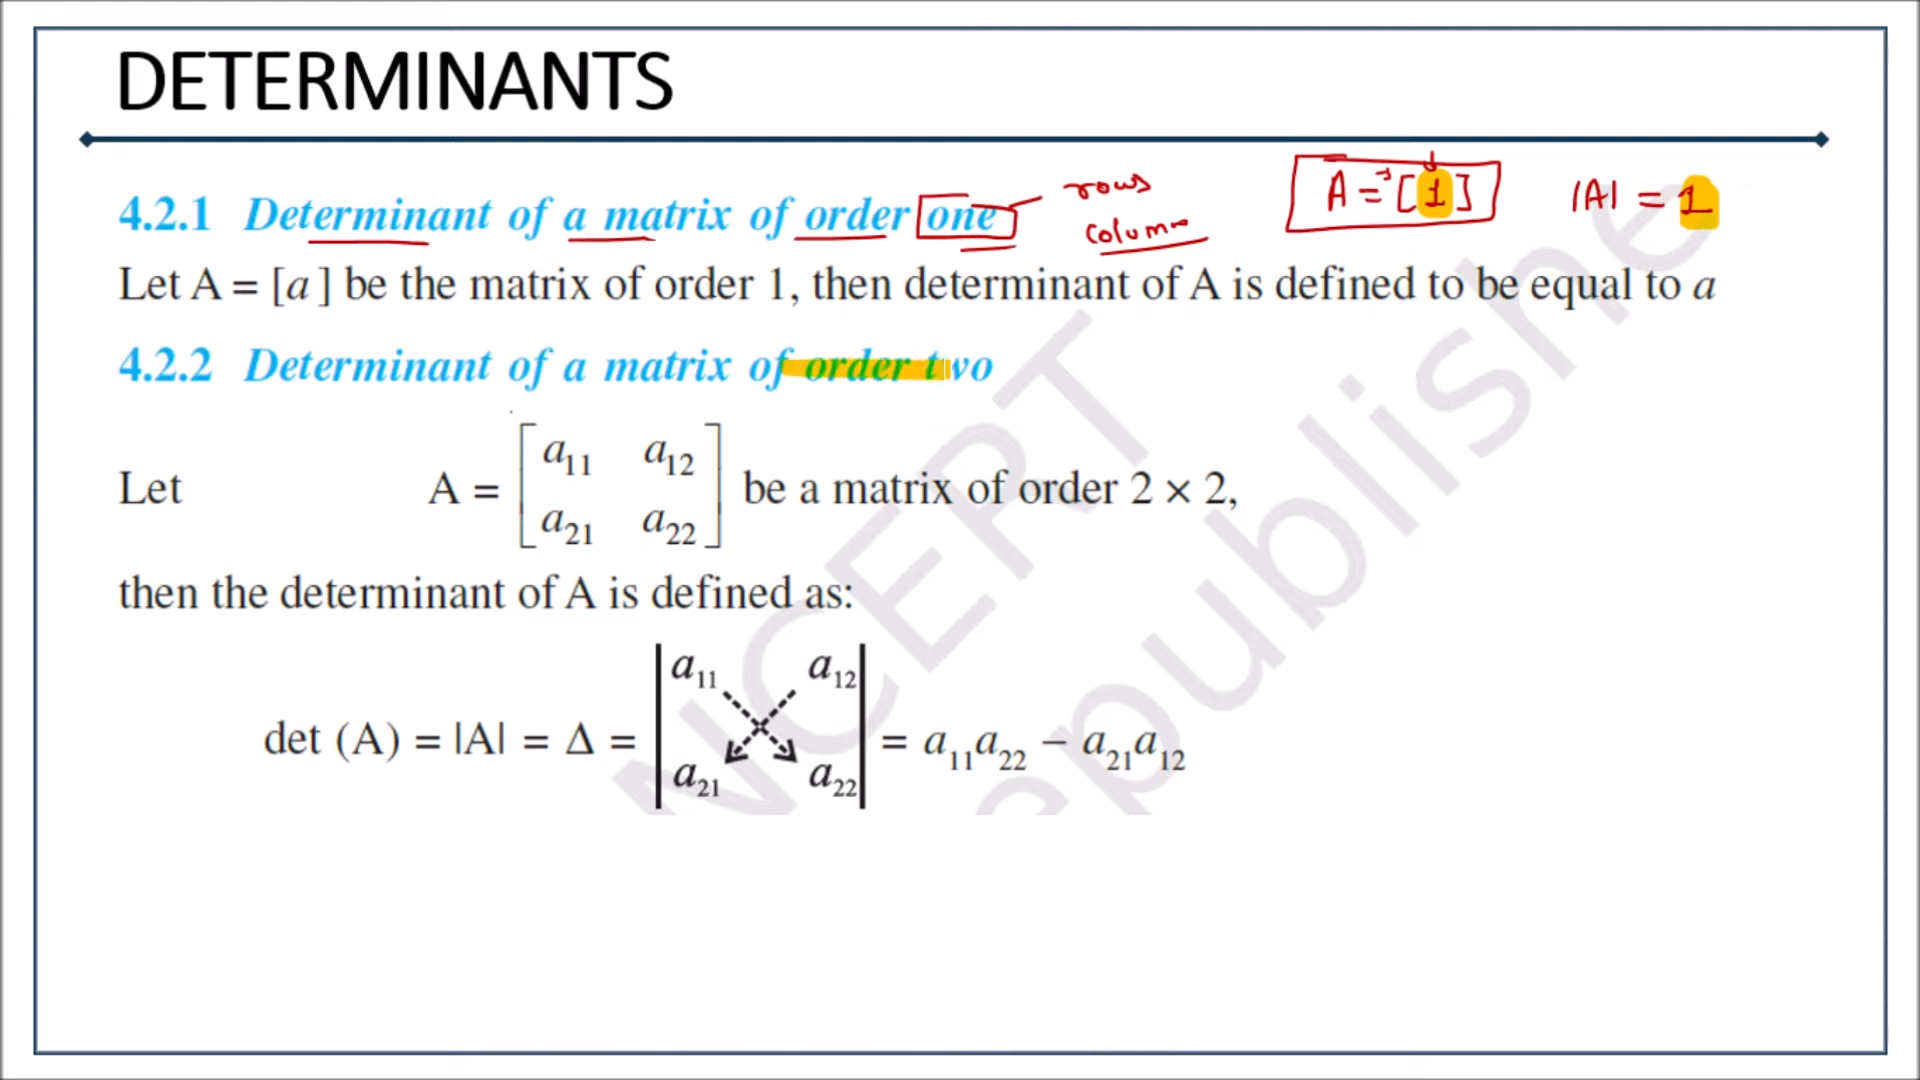 DETERMINANTS
4.2.1 Determinant of a matrix of order one
rows
column
A = [1]
|A| = 1
Let A = [a] be the matrix of order 1, then determinant of A is defined to be equal to a
4.2.2 Determinant of a matrix of order two
a₁₁ a₁₂
Let A = be a matrix of order 2 × 2,
a₂₁ a₂₂
then the determinant of A is defined as:
a₁₁ a₁₂
det (A) = |A| = Δ = = a₁₁a₂₂ − a₂₁a₁₂
a₂₁ a₂₂
NCERT
epublishe